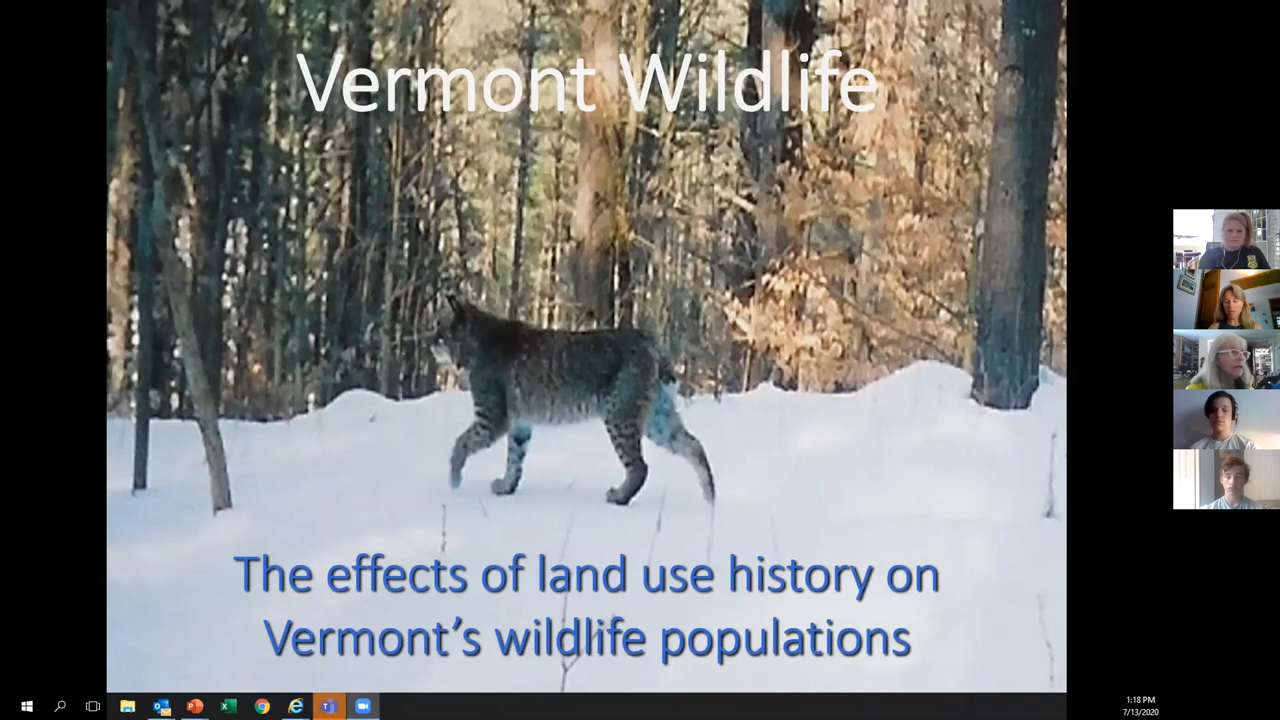 Vermont Wildlife
The effects of land use history on
Vermont’s wildlife populations
1:18 PM
7/13/2020